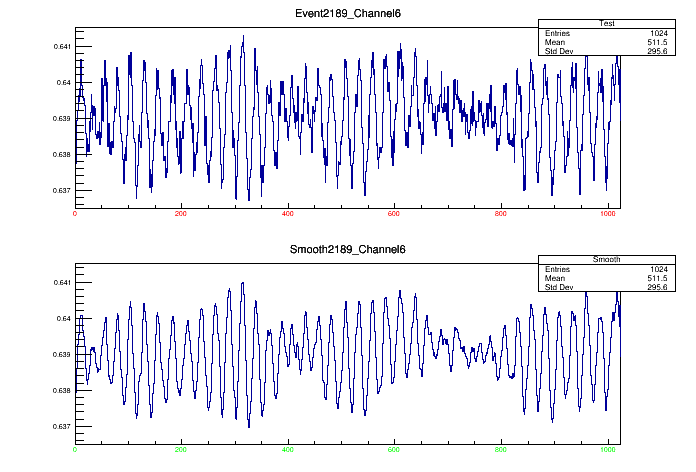 Event2189_Channel6
Test
Entries 1024
Mean 511.5
Std Dev 295.6
0.641
0.64
0.639
0.638
0.637
0 200 400 600 800 1000
Smooth2189_Channel6
Smooth
Entries 1024
Mean 511.5
Std Dev 295.6
0.641
0.64
0.639
0.638
0.637
0 200 400 600 800 1000